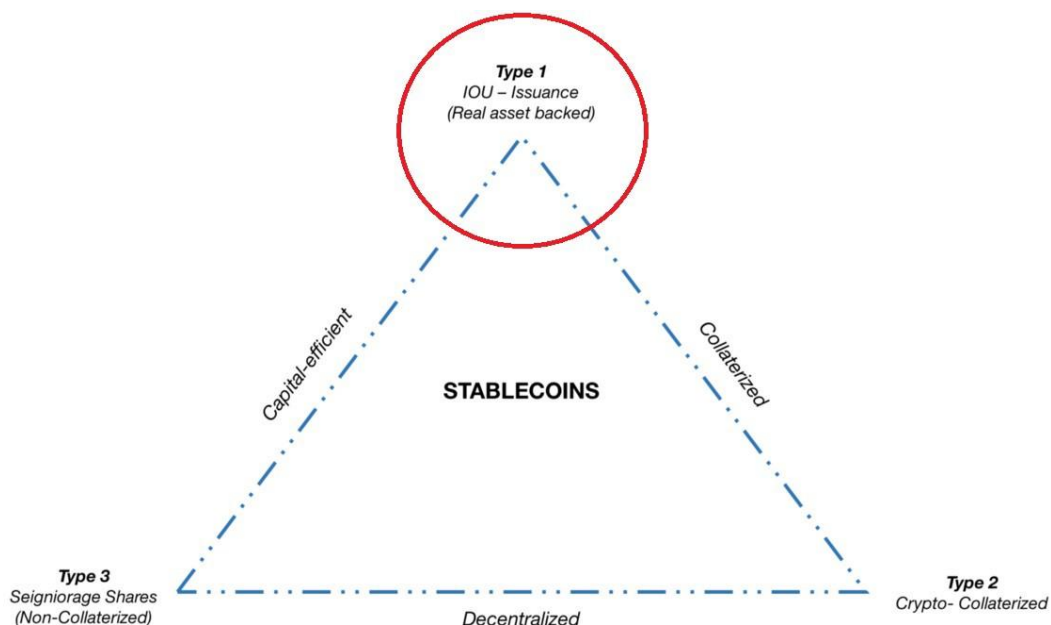 Type 1
IOU – Issuance
(Real asset backed)
Capital-efficient
Collaterized
STABLECOINS
Type 3
Seigniorage Shares
(Non-Collaterized)
Decentralized
Type 2
Crypto- Collaterized